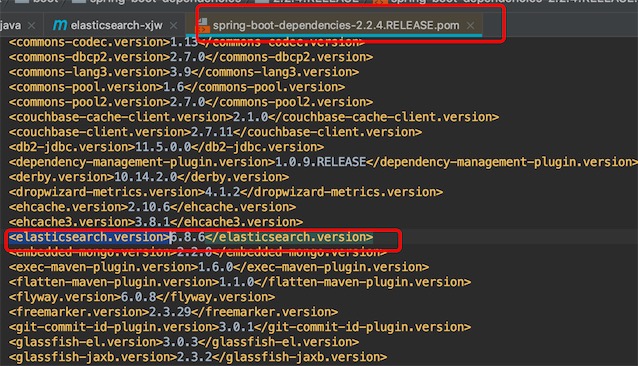 java × elasticsearch-xjw × spring-boot-dependencies-2.2.4.RELEASE.pom ×
<commons-codec.version>1.13</commons-codec.version>
<commons-dbcp2.version>2.7.0</commons-dbcp2.version>
<commons-lang3.version>3.9</commons-lang3.version>
<commons-pool.version>1.6</commons-pool.version>
<commons-pool2.version>2.7.0</commons-pool2.version>
<couchbase-cache-client.version>2.1.0</couchbase-cache-client.version>
<couchbase-client.version>2.7.11</couchbase-client.version>
<db2-jdbc.version>11.5.0.0</db2-jdbc.version>
<dependency-management-plugin.version>1.0.9.RELEASE</dependency-management-plugin.version>
<derby.version>10.14.2.0</derby.version>
<dropwizard-metrics.version>4.1.2</dropwizard-metrics.version>
<ehcache.version>2.10.6</ehcache.version>
<ehcache3.version>3.8.1</ehcache3.version>
<elasticsearch.version>6.8.6</elasticsearch.version>
<embedded-mongo.version>2.2.0</embedded-mongo.version>
<exec-maven-plugin.version>1.6.0</exec-maven-plugin.version>
<flatten-maven-plugin.version>1.1.0</flatten-maven-plugin.version>
<flyway.version>6.0.8</flyway.version>
<freemarker.version>2.3.29</freemarker.version>
<git-commit-id-plugin.version>3.0.1</git-commit-id-plugin.version>
<glassfish-el.version>3.0.3</glassfish-el.version>
<glassfish-jaxb.version>2.3.2</glassfish-jaxb.version>